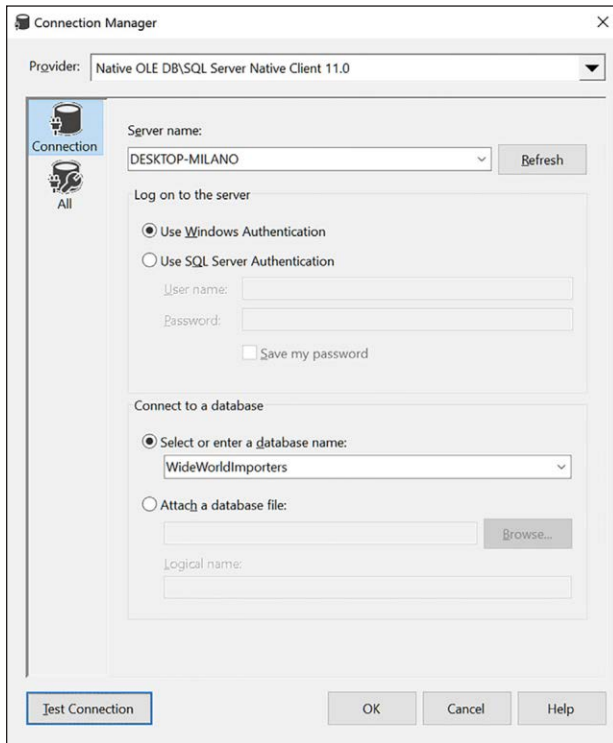 Connection Manager
Provider: Native OLE DB\SQL Server Native Client 11.0
Connection
All
Server name:
DESKTOP-MILANO Refresh
Log on to the server
Use Windows Authentication
Use SQL Server Authentication
User name:
Password:
Save my password
Connect to a database
Select or enter a database name:
WideWorldImporters
Attach a database file:
Browse...
Logical name:
Test Connection OK Cancel Help